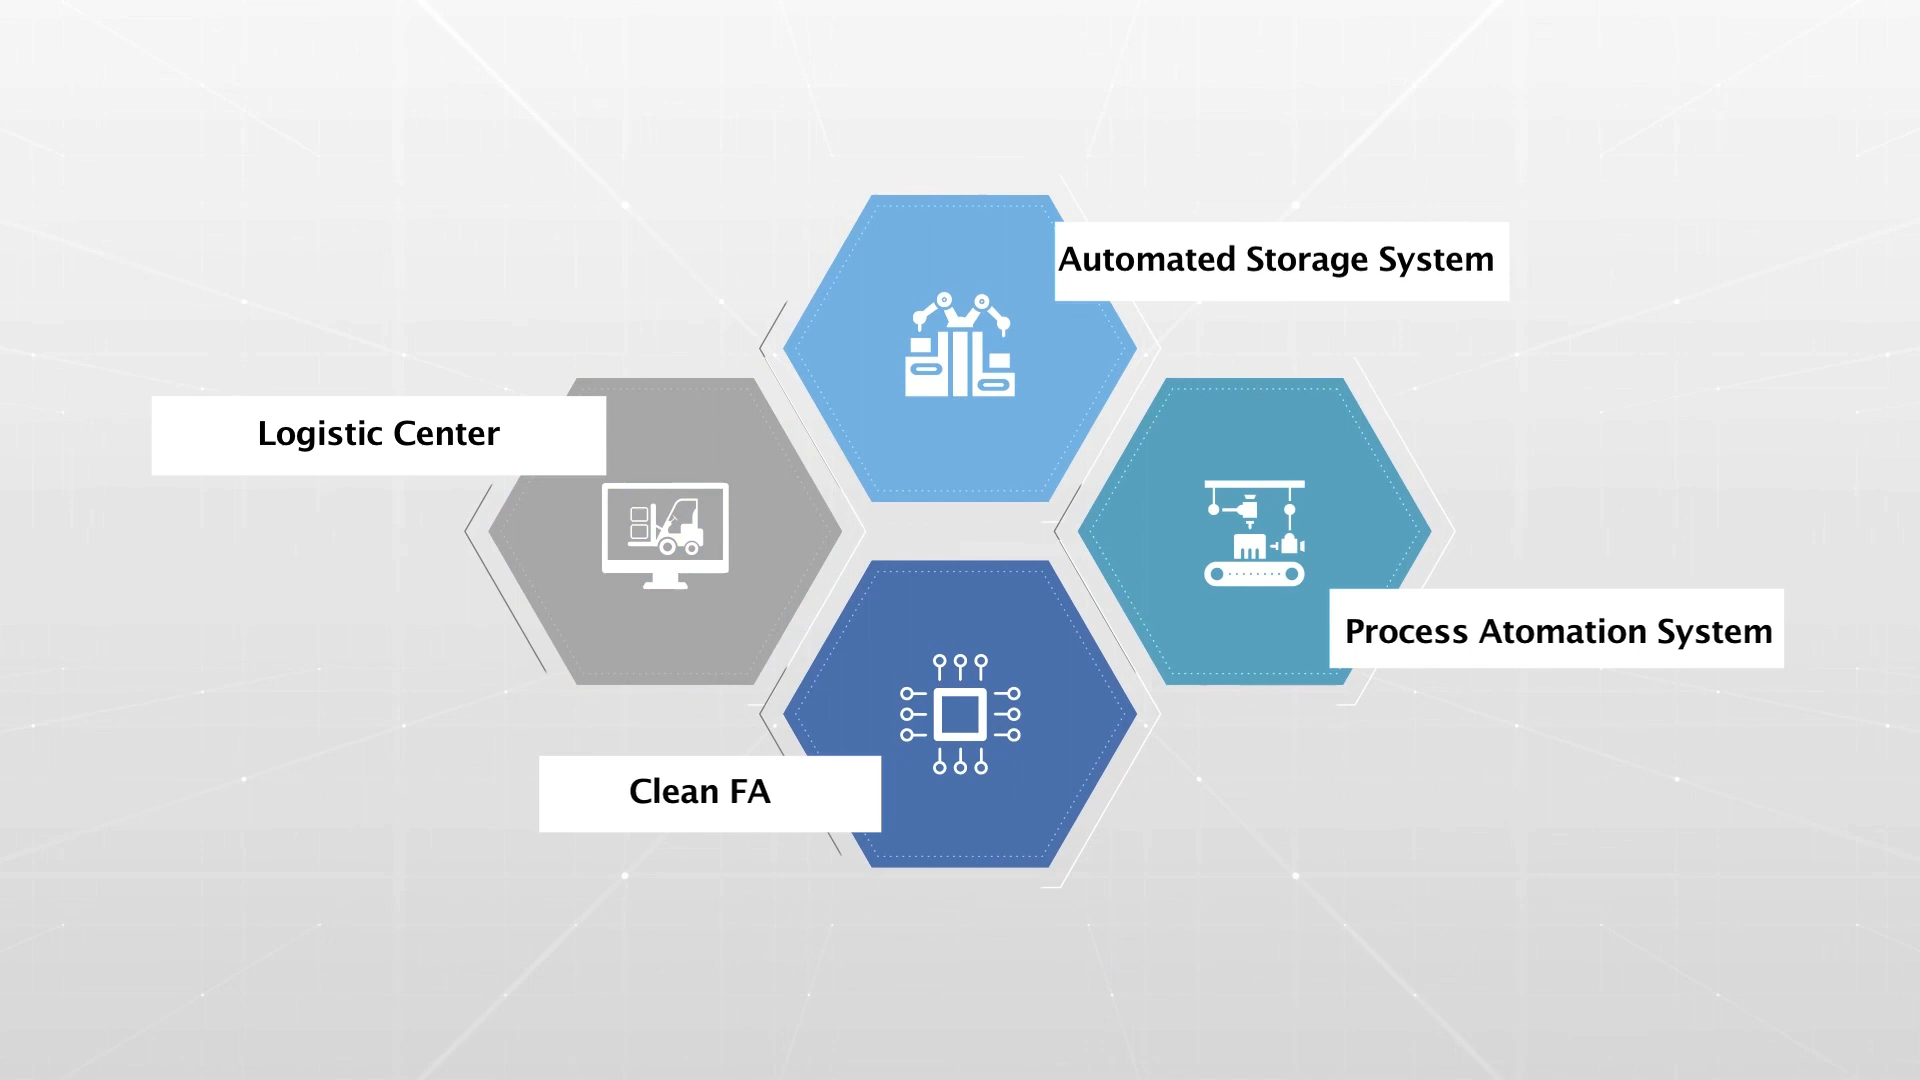 Automated Storage System
Logistic Center
Process Atomation System
Clean FA